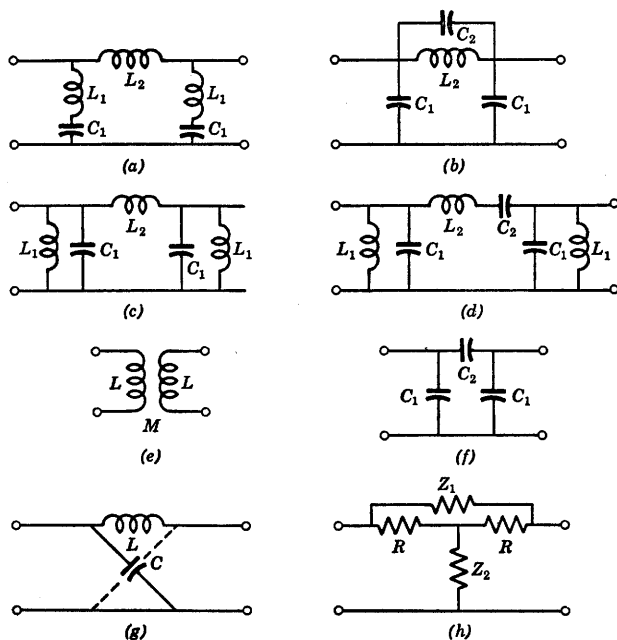 C₂
L₂
L₁
L₁
L₂
C₁
C₁
C₁
C₁
(a)
(b)
L₂
L₂
C₂
L₁
C₁
C₁
L₁
L₁
C₁
C₁
L₁
(c)
(d)
L
L
C₂
C₁
C₁
M
(e)
(f)
Z₁
L
R
R
C
Z₂
(g)
(h)